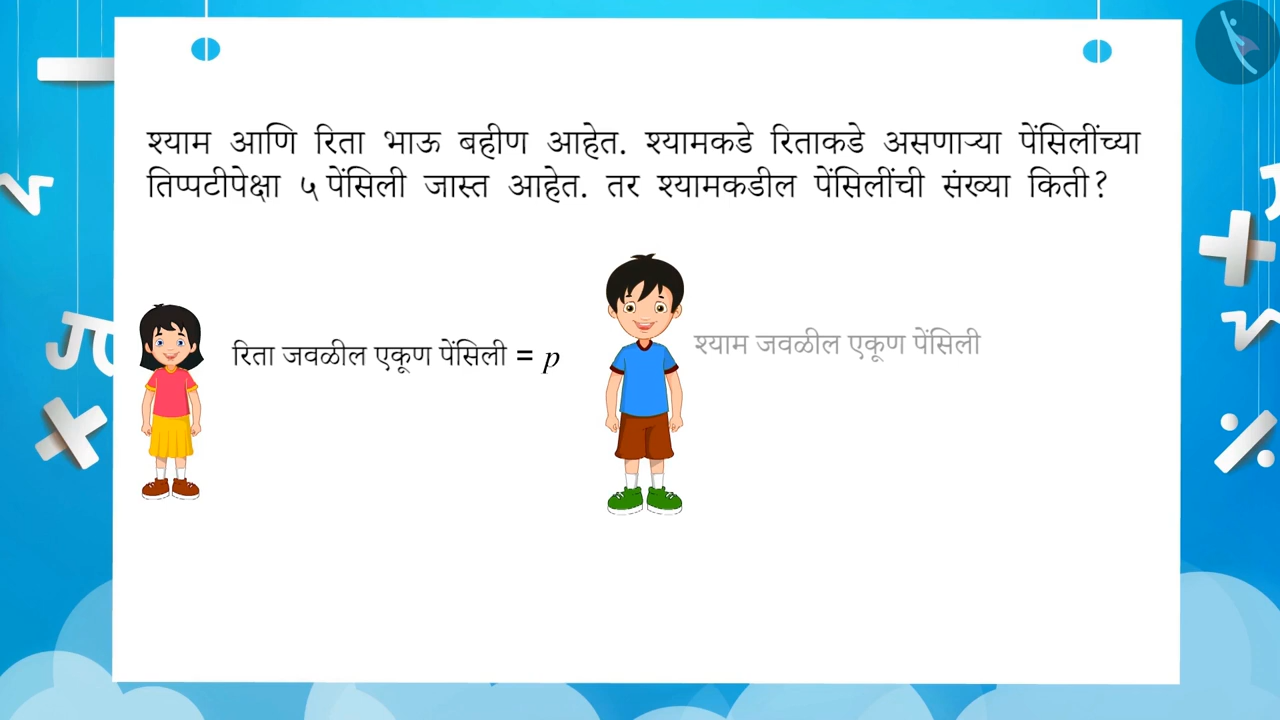 श्याम आणि रिता भाऊ बहीण आहेत. श्यामकडे रिताकडे असणाऱ्या पेंसिलींच्या
तिप्पटीपेक्षा ५ पेंसिली जास्त आहेत. तर श्यामकडील पेंसिलींची संख्या किती?
रिता जवळील एकूण पेंसिली = p
श्याम जवळील एकूण पेंसिली